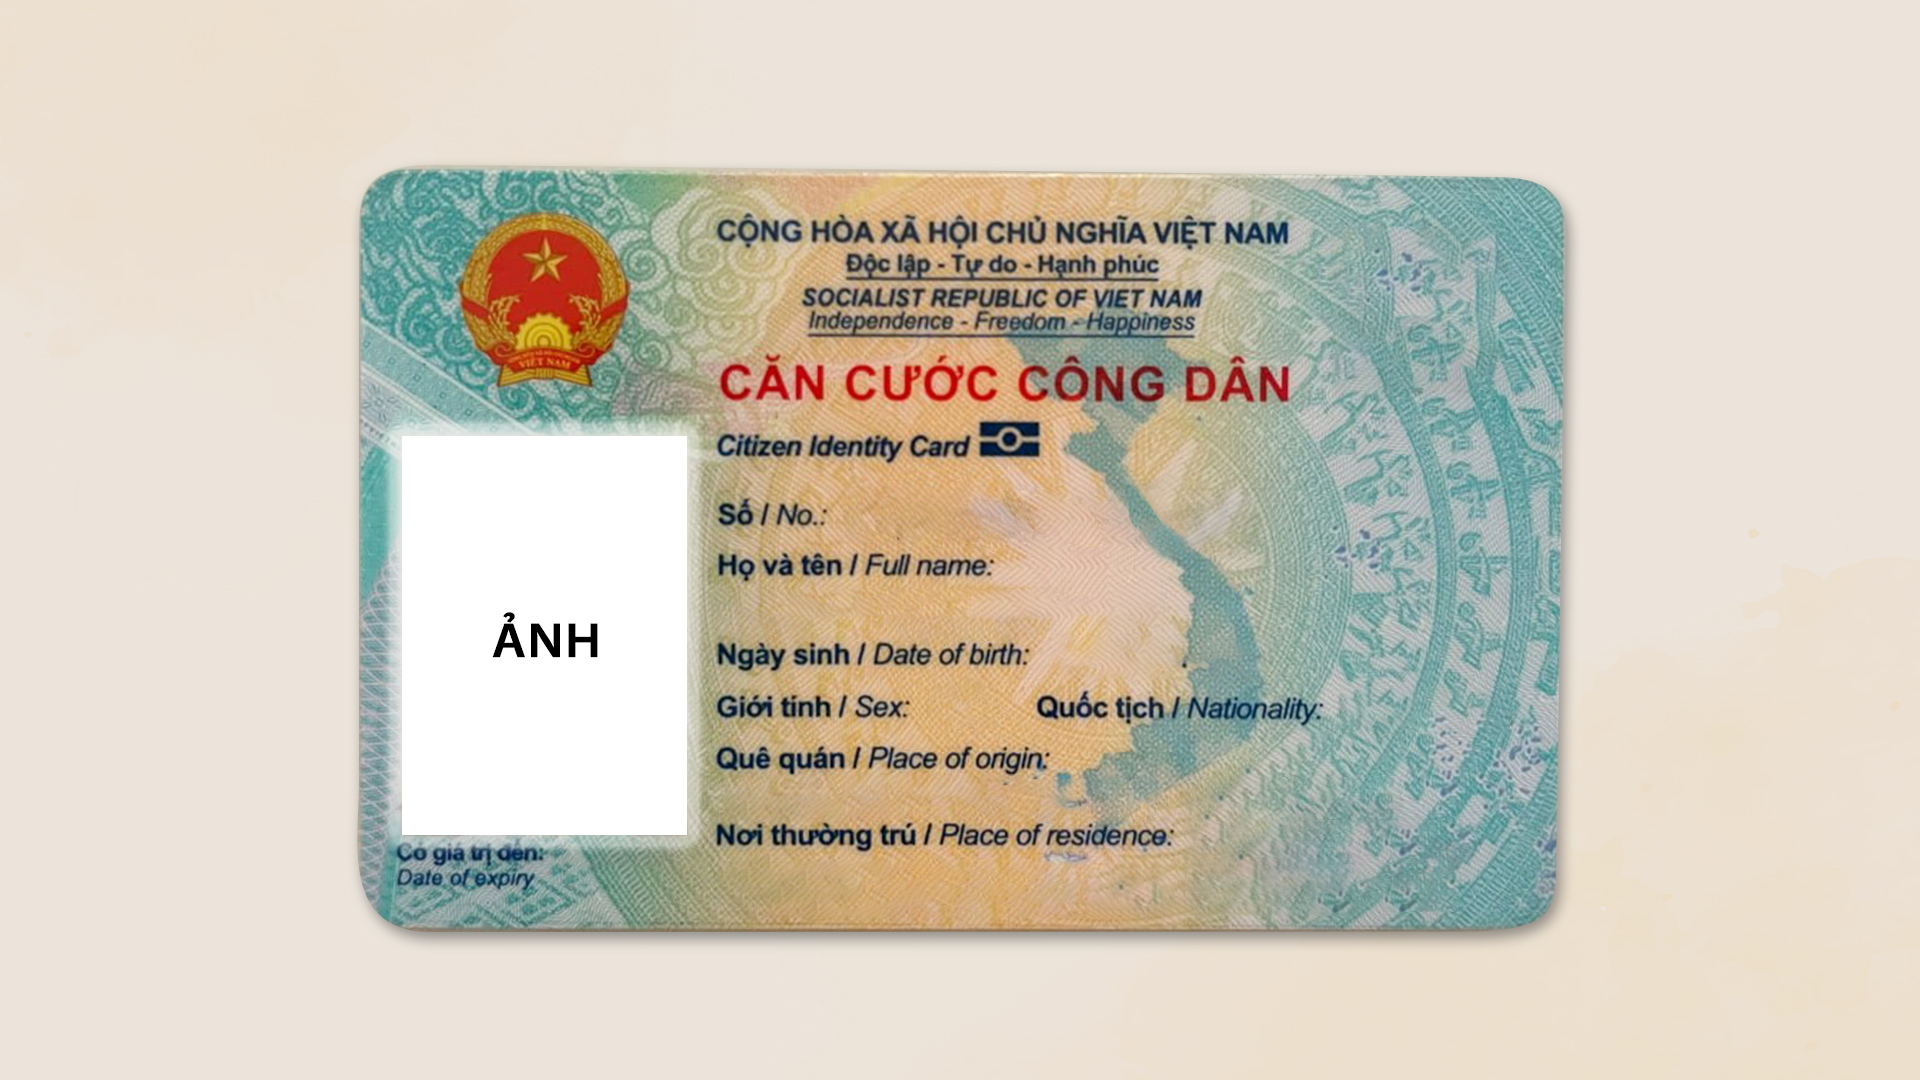 CỘNG HÒA XÃ HỘI CHỦ NGHĨA VIỆT NAM
Độc lập - Tự do - Hạnh phúc
SOCIALIST REPUBLIC OF VIET NAM
Independence - Freedom - Happiness
VIỆT NAM
CĂN CƯỚC CÔNG DÂN
Citizen Identity Card
Số / No.:
Họ và tên / Full name:
ẢNH
Ngày sinh / Date of birth:
Giới tính / Sex: Quốc tịch / Nationality:
Quê quán / Place of origin:
Nơi thường trú / Place of residence:
Có giá trị đến:
Date of expiry